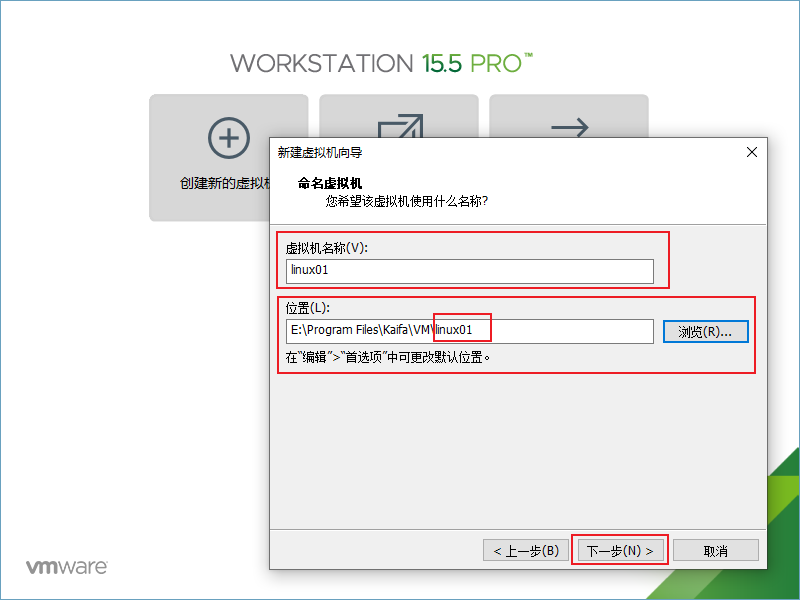 WORKSTATION 15.5 PRO™
创建新的虚拟机
新建虚拟机向导
命名虚拟机
您希望该虚拟机使用什么名称?
虚拟机名称(V):
linux01
位置(L):
E:\Program Files\Kaifa\VM\linux01
浏览(R)...
在“编辑”>“首选项”中可更改默认位置。
< 上一步(B)
下一步(N) >
取消
vmware